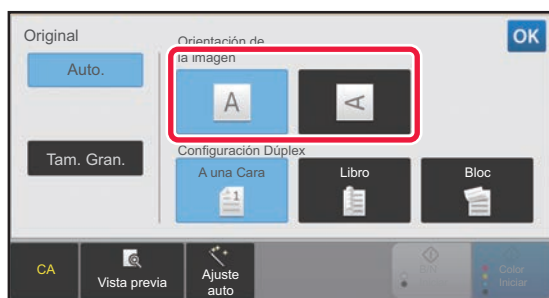 Original
OK
Orientación de
la imagen
Auto.
A
A
Tam. Gran.
Configuración Dúplex
A una Cara
1
Libro
Bloc
CA
Vista previa
Ajuste
auto
B/N
Color
Iniciar